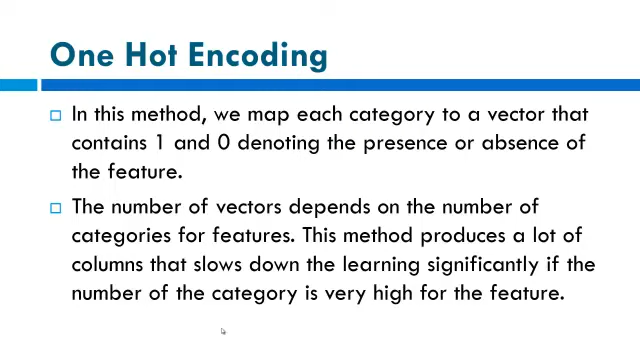 One Hot Encoding
In this method, we map each category to a vector that
contains 1 and 0 denoting the presence or absence of
the feature.
The number of vectors depends on the number of
categories for features. This method produces a lot of
columns that slows down the learning significantly if the
number of the category is very high for the feature.